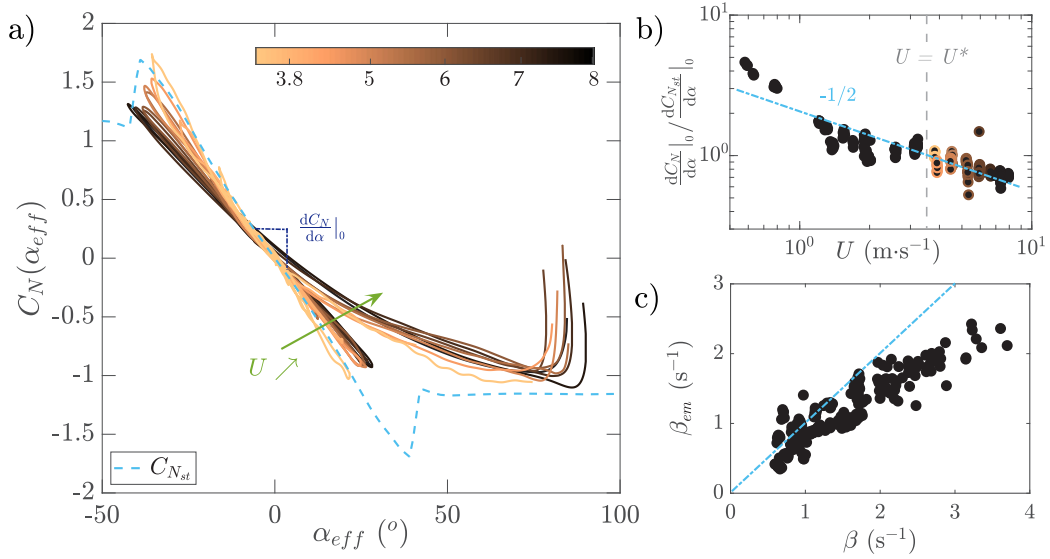 a)
3.8 5 6 7 8
2
1.5
1
0.5
0
-0.5
-1
-1.5
-2
C_N(α_eff)
dC_N/dα|_0
U ↗
C_{N_st}
-50 0 50 100
α_eff (^o)
b)
U = U*
-1/2
10^1
10^0
dC_N/dα|_0 / dC_{N_st}/dα|_0
10^0 10^1
U (m·s^-1)
c)
3
2
1
0
β_em (s^-1)
0 1 2 3 4
β (s^-1)